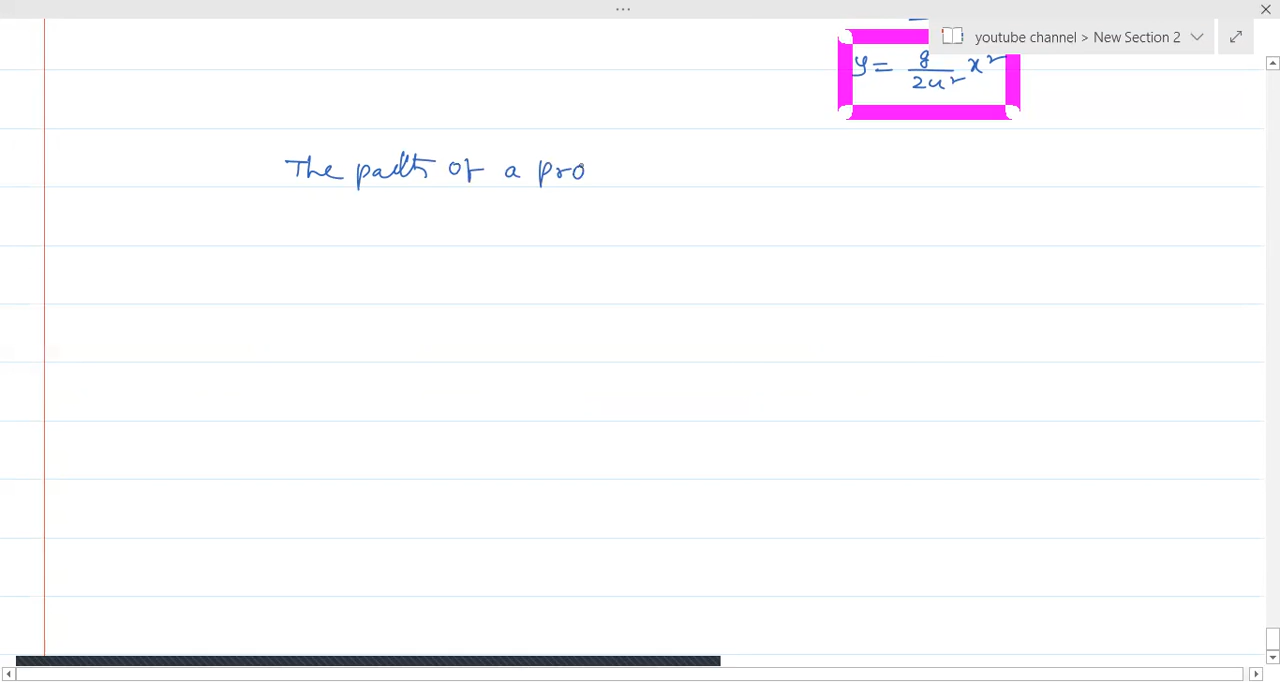 youtube channel > New Section 2
y = g/2u² x²
The path of a pro